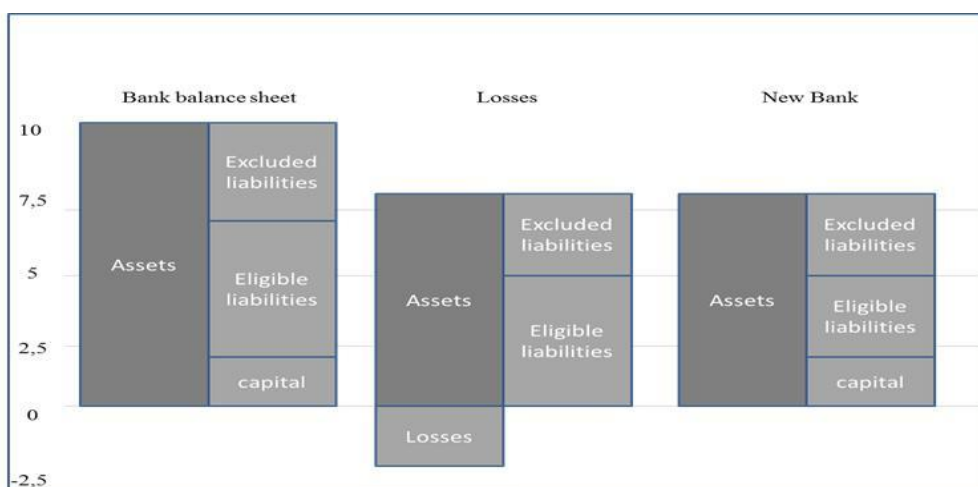 Bank balance sheet
Losses
New Bank
10
7,5
5
2,5
0
-2,5
Excluded
liabilities
Assets
Eligible
liabilities
capital
Excluded
liabilities
Assets
Eligible
liabilities
Losses
Excluded
liabilities
Assets
Eligible
liabilities
capital